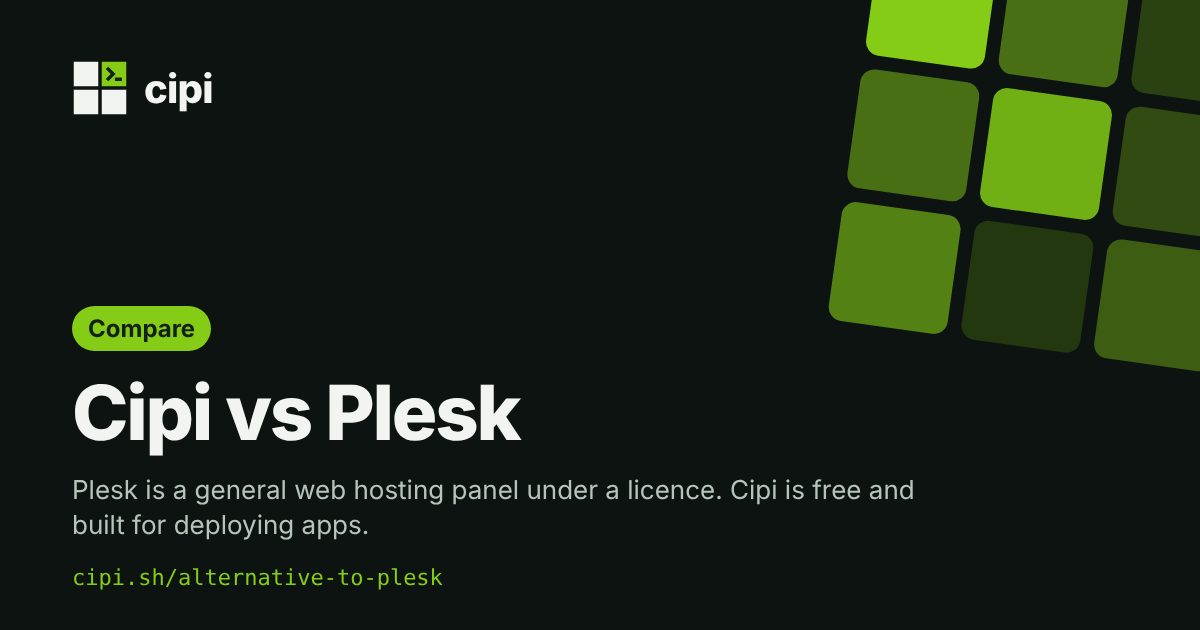 cipi
Compare
Cipi vs Plesk
Plesk is a general web hosting panel under a licence. Cipi is free and
built for deploying apps.
cipi.sh/alternative-to-plesk